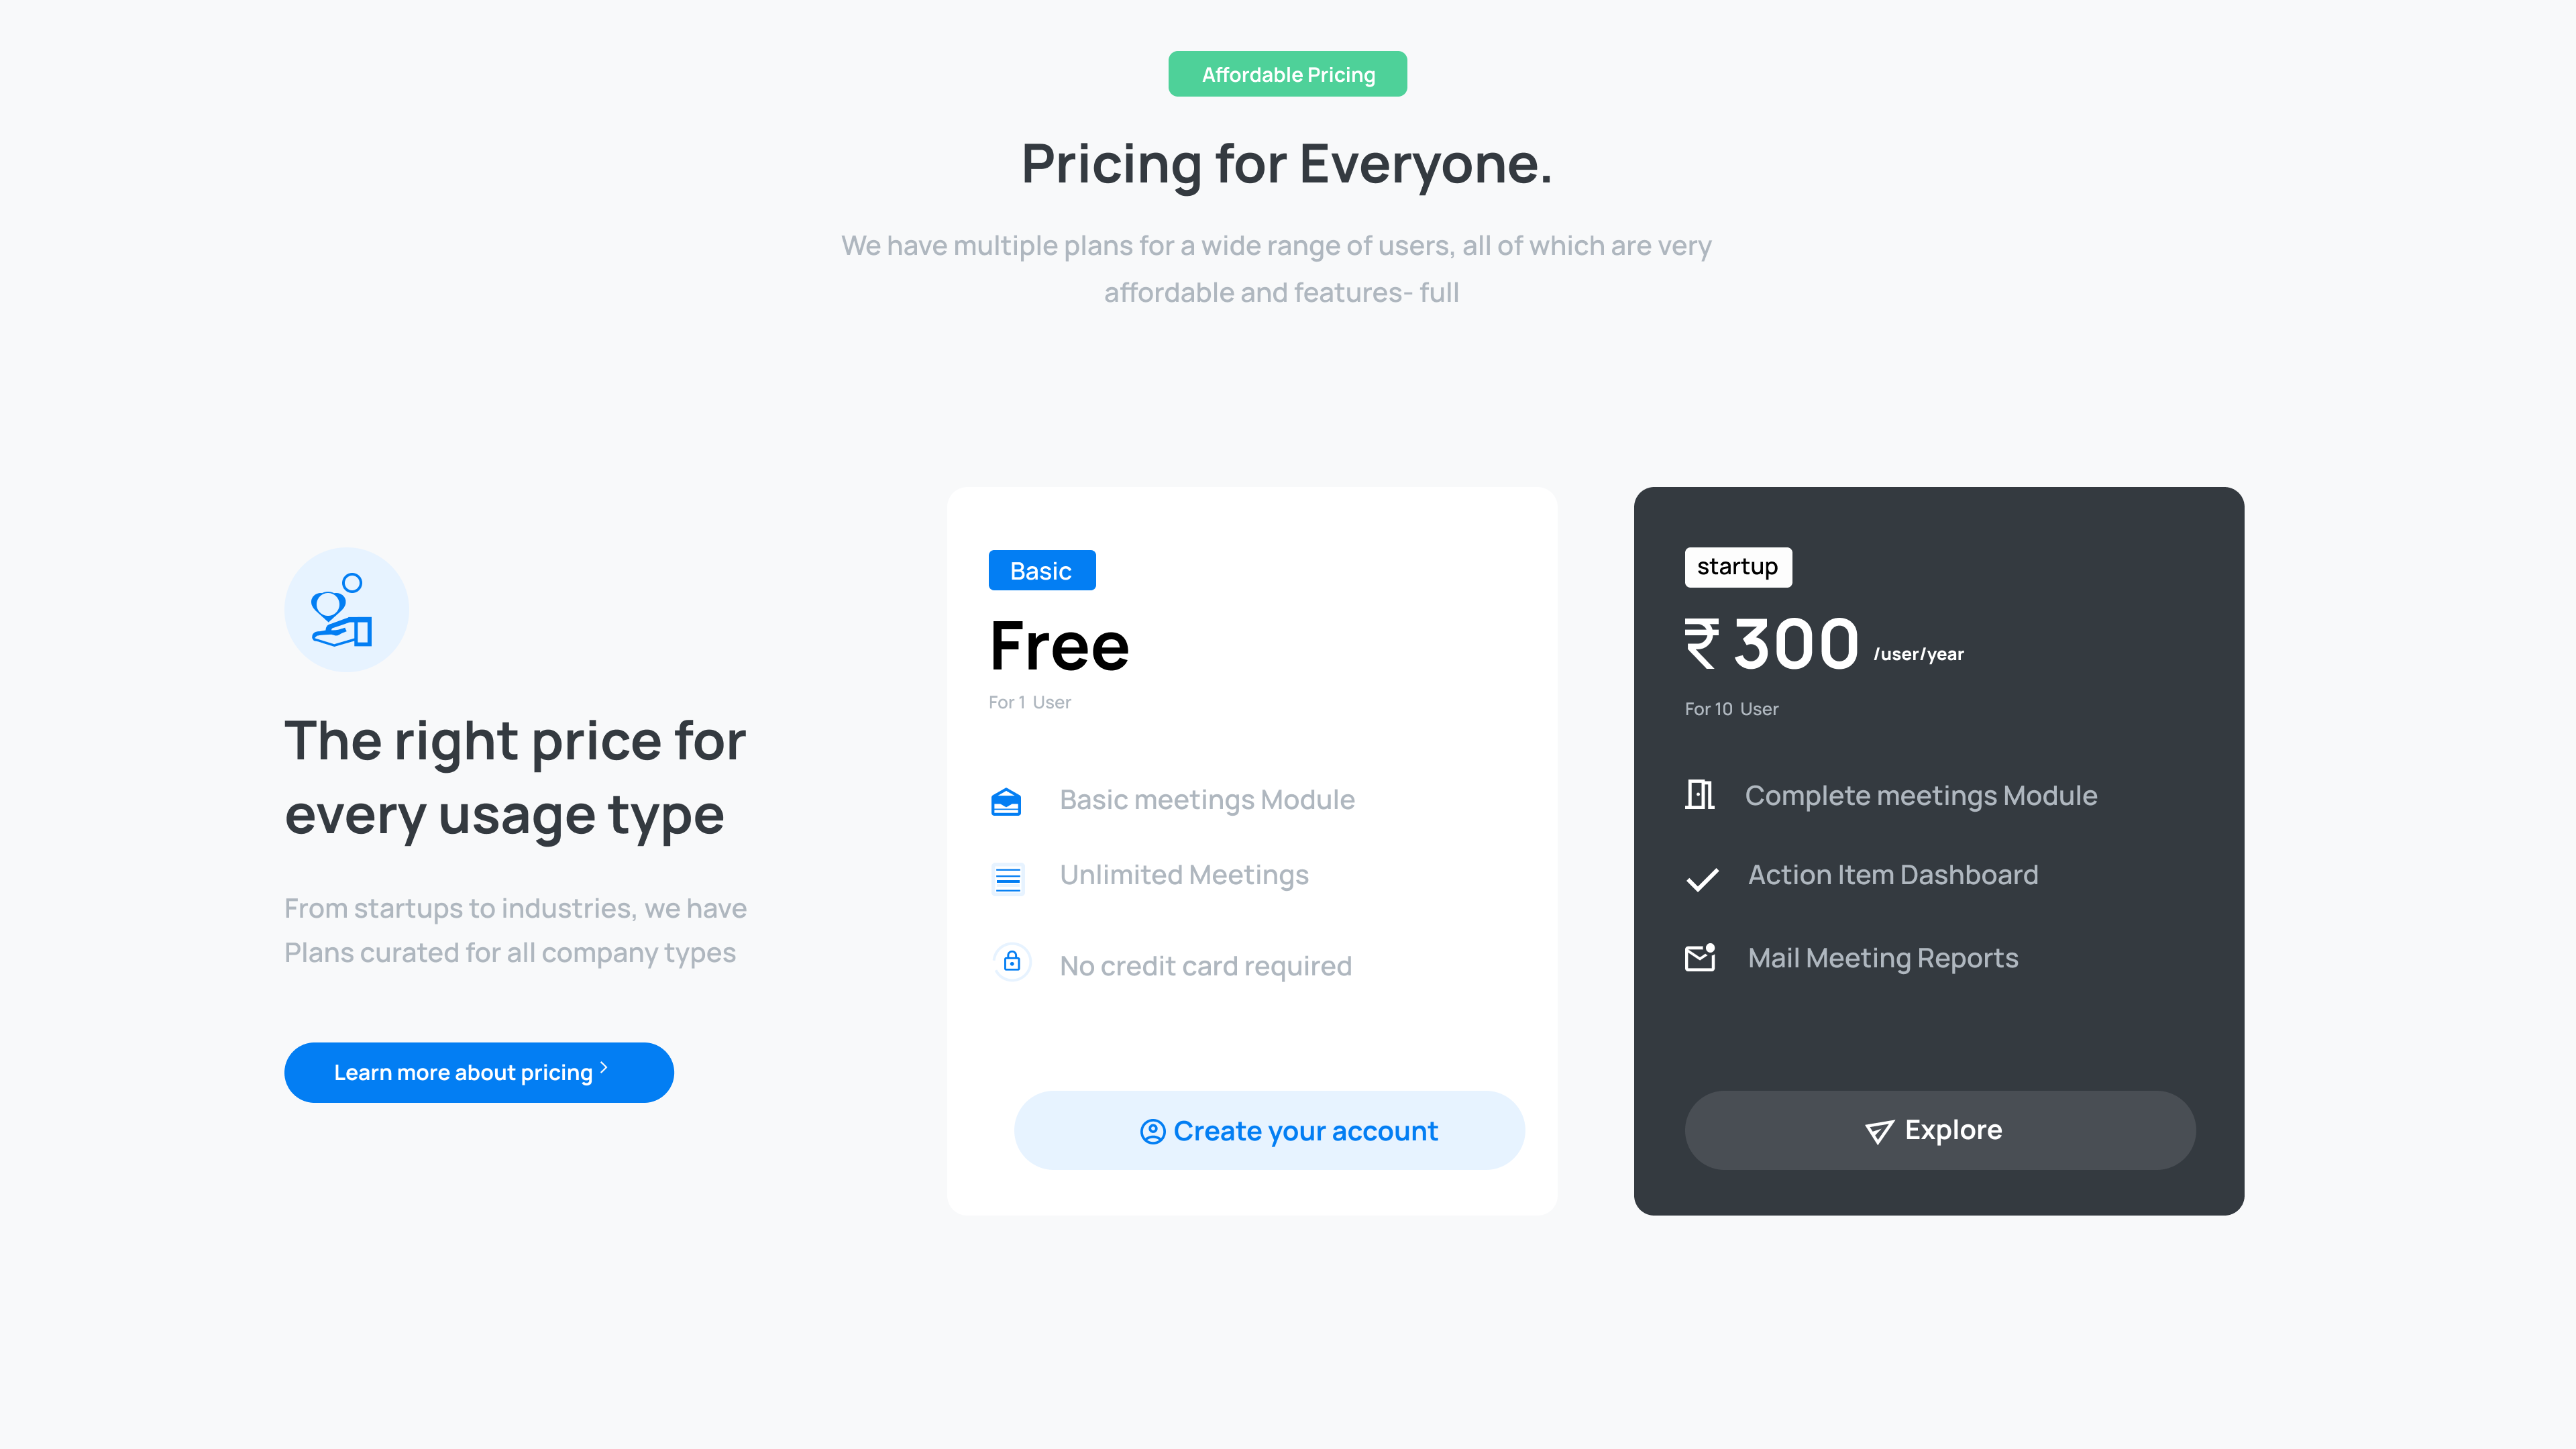 Affordable Pricing
Pricing for Everyone.
We have multiple plans for a wide range of users, all of which are very
affordable and features- full
The right price for
every usage type
From startups to industries, we have
Plans curated for all company types
Learn more about pricing
Basic
Free
For 1 User
Basic meetings Module
Unlimited Meetings
No credit card required
Create your account
startup
₹ 300 /user/year
For 10 User
Complete meetings Module
Action Item Dashboard
Mail Meeting Reports
Explore